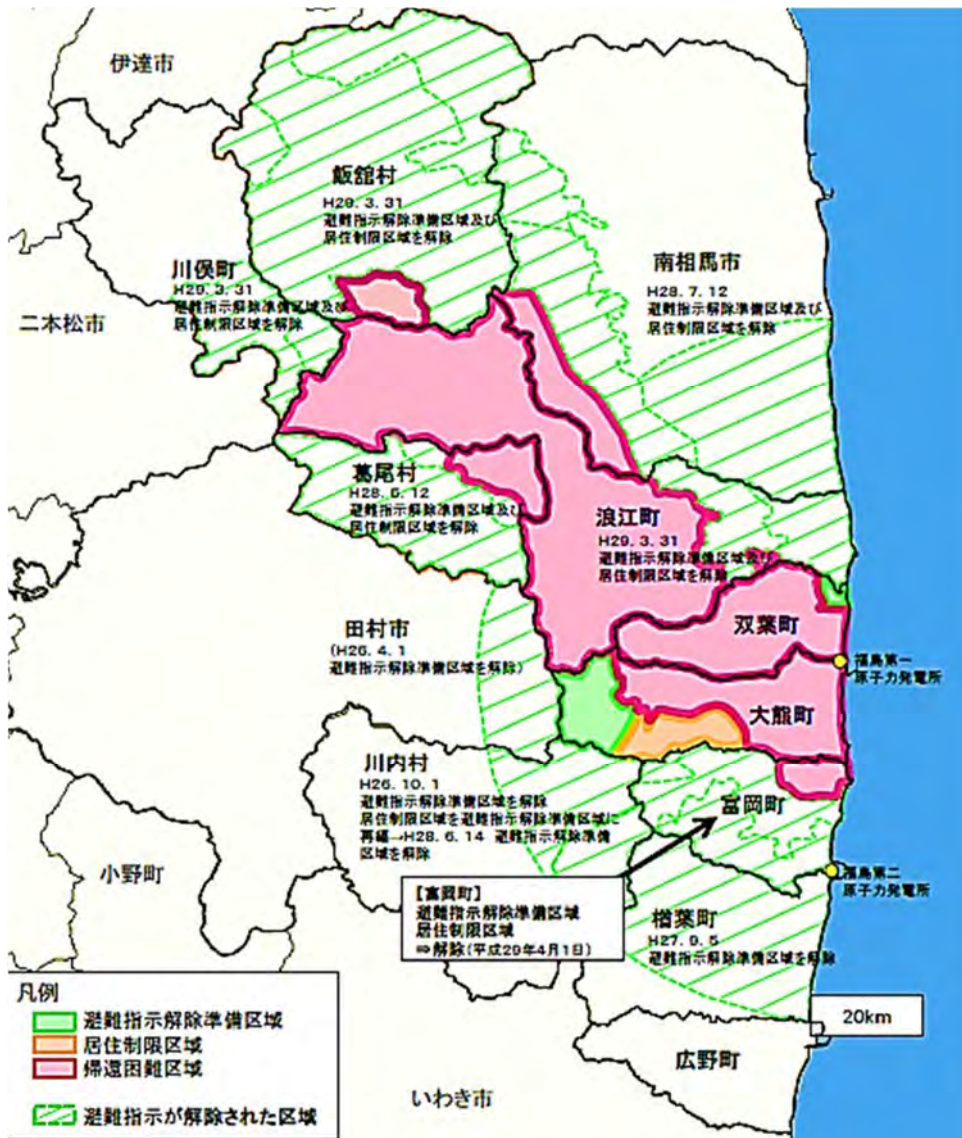 伊達市
飯舘村
H29. 3. 31
避難指示解除準備区域及び
居住制限区域を解除
川俣町
H29. 3. 31
避難指示解除準備区域及び
居住制限区域を解除
二本松市
南相馬市
H28. 7. 12
避難指示解除準備区域及び
居住制限区域を解除
葛尾村
H28. 6. 12
避難指示解除準備区域及び
居住制限区域を解除
浪江町
H29. 3. 31
避難指示解除準備区域及び
居住制限区域を解除
田村市
(H26. 4. 1
避難指示解除準備区域を解除)
双葉町
福島第一
原子力発電所
大熊町
川内村
H26. 10. 1
避難指示解除準備区域を解除
居住制限区域を避難指示解除準備区域に
再編→H28. 6. 14 避難指示解除準備
区域を解除
富岡町
小野町
福島第二
原子力発電所
【富岡町】
避難指示解除準備区域
居住制限区域
⇒解除(平成29年4月1日)
楢葉町
H27. 9. 5
避難指示解除準備区域を解除
凡例
避難指示解除準備区域
居住制限区域
帰還困難区域
避難指示が解除された区域
20km
広野町
いわき市